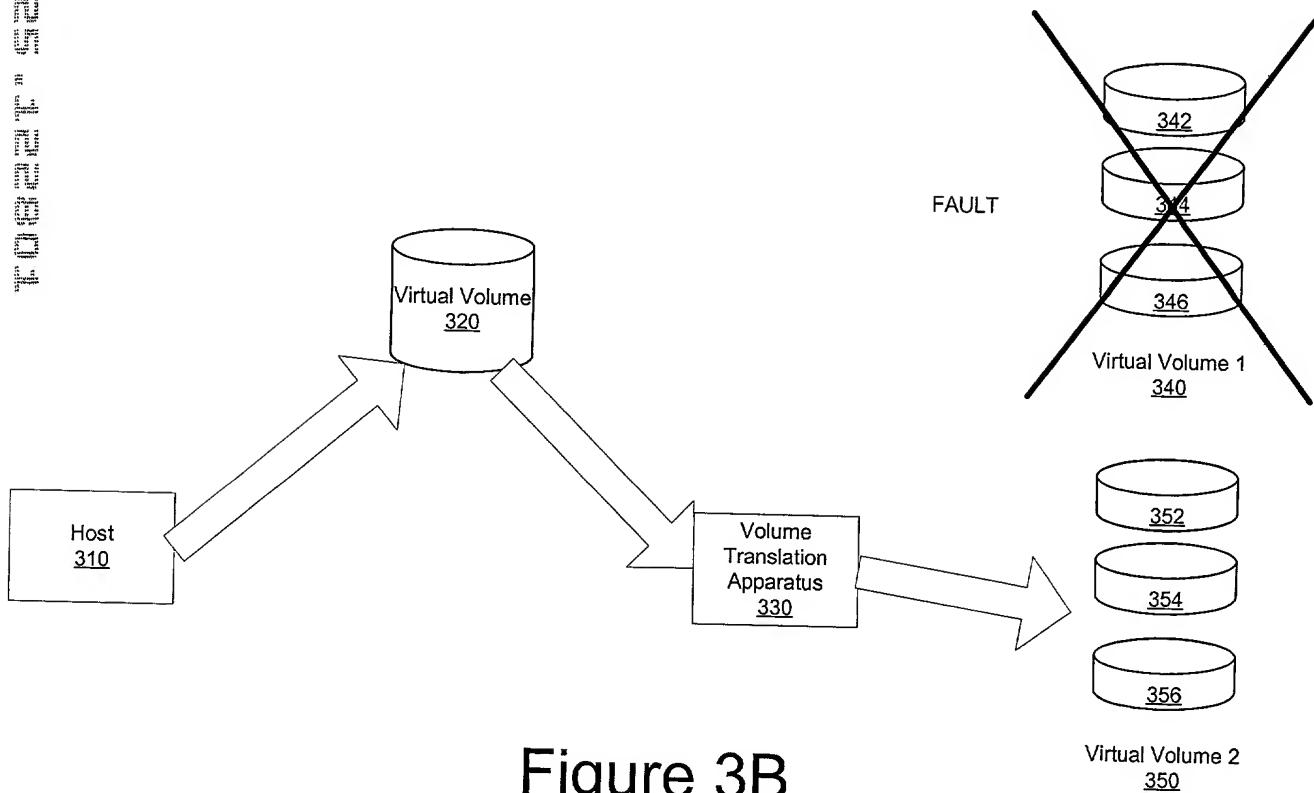 342
FAULT
344
346
Virtual Volume
320
Virtual Volume 1
340
Host
310
Volume
Translation
Apparatus
330
352
354
356
Virtual Volume 2
350
Figure 3B